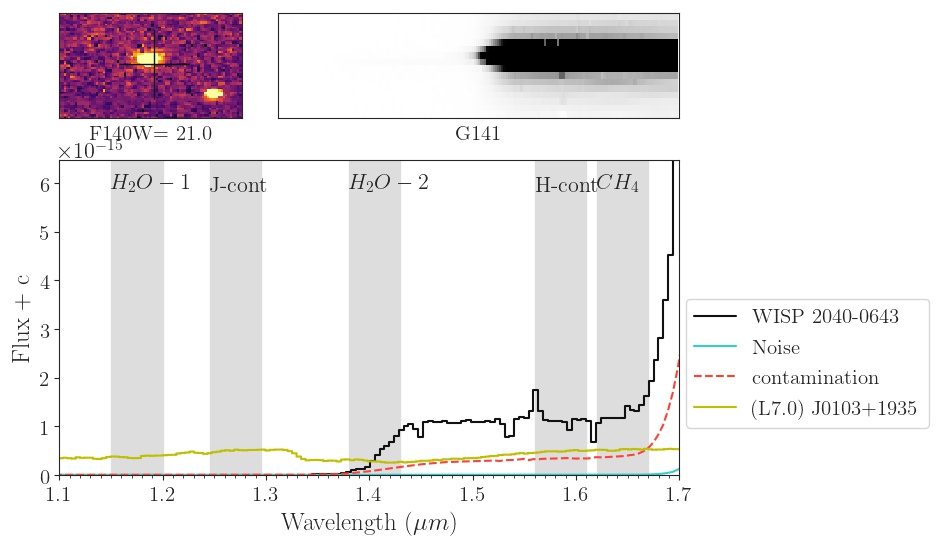 F140W= 21.0
G141
×10⁻¹⁵
H₂O − 1
J-cont
H₂O − 2
H-cont
CH₄
6
5
4
3
2
1
0
Flux + c
1.1
1.2
1.3
1.4
1.5
1.6
1.7
Wavelength (μm)
WISP 2040-0643
Noise
contamination
(L7.0) J0103+1935